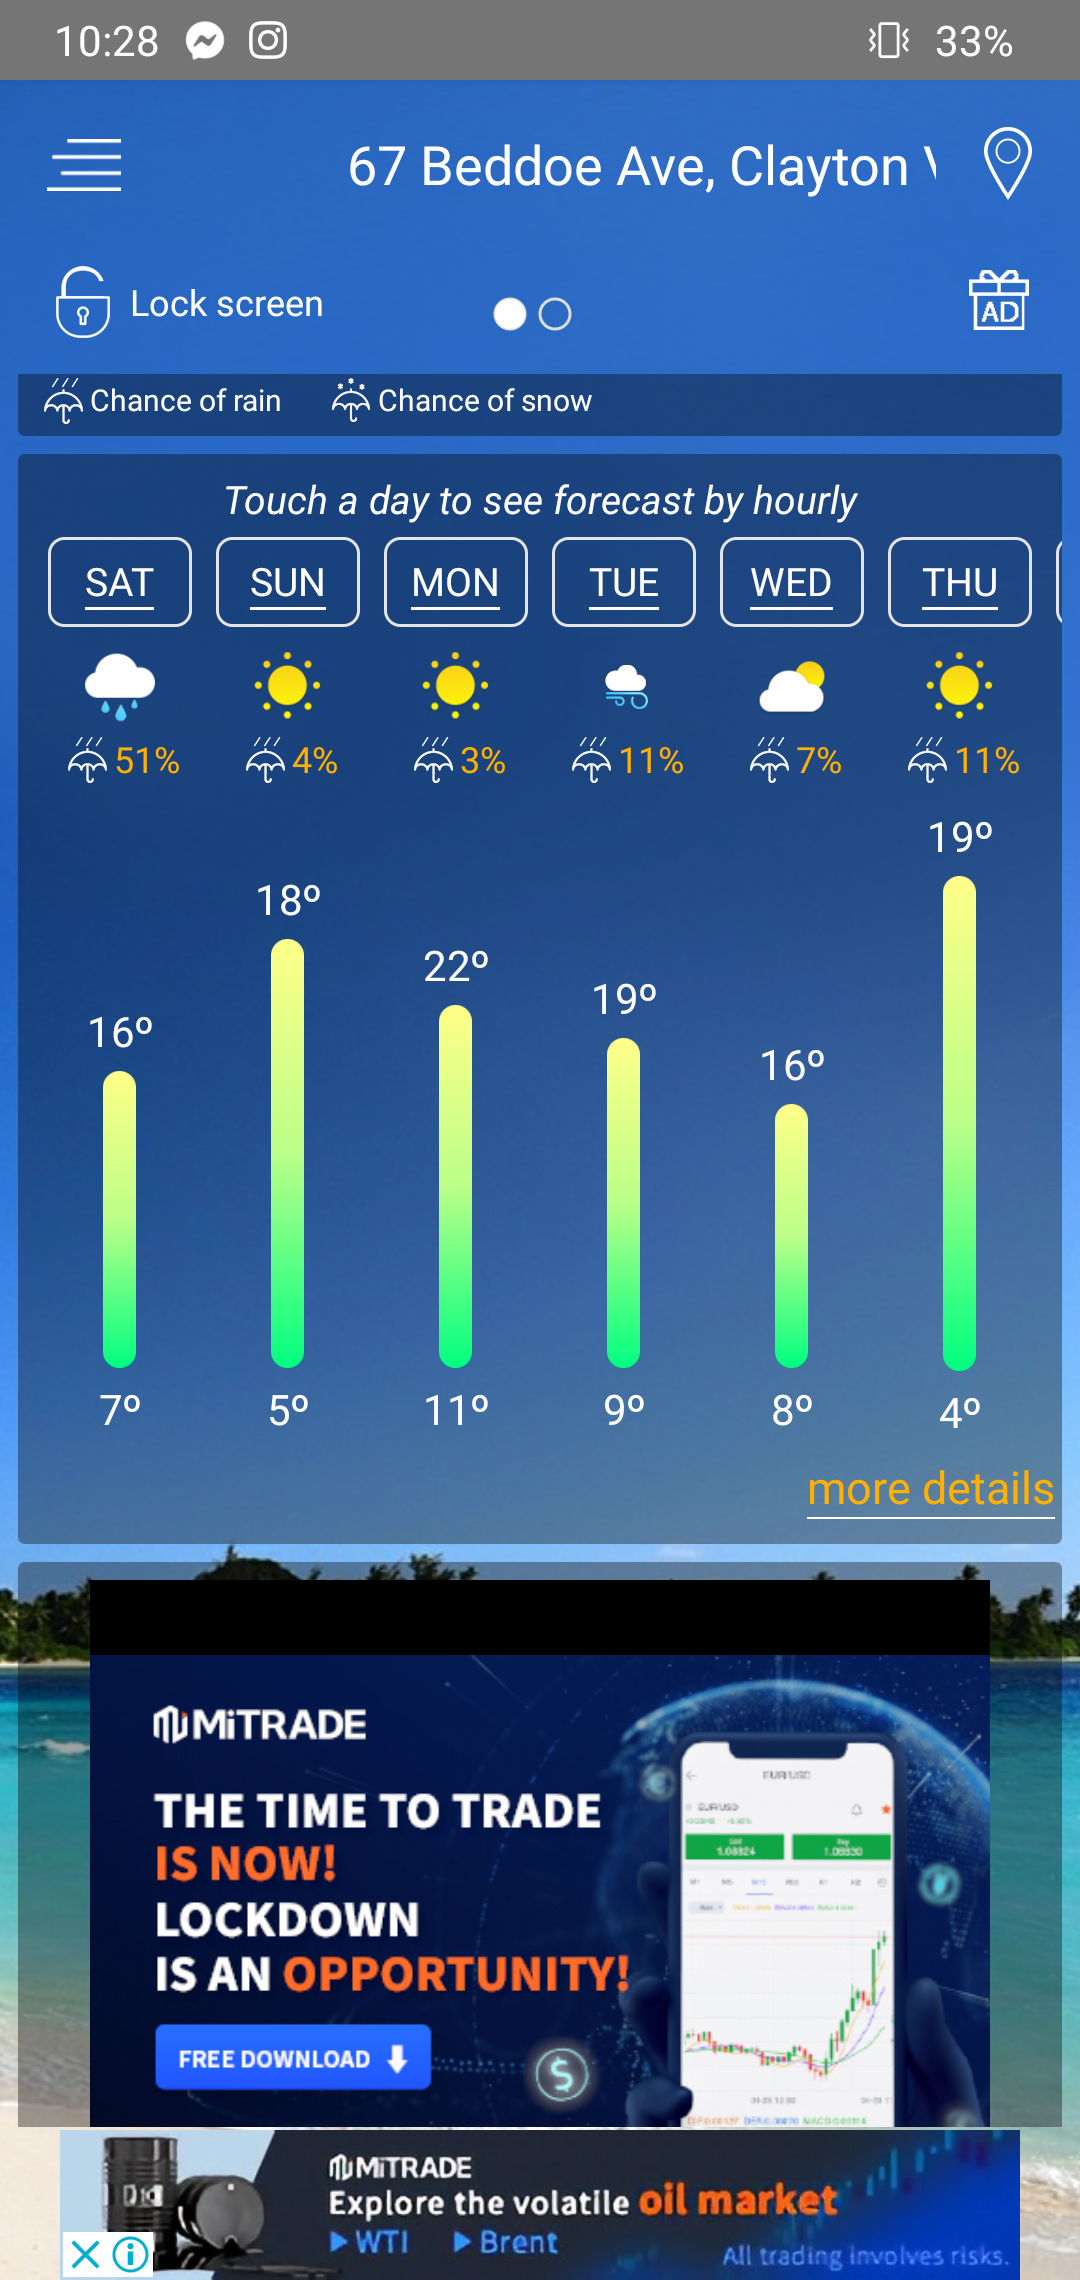 10:28
33%
67 Beddoe Ave, Clayton
Lock screen
AD
Chance of rain
Chance of snow
Touch a day to see forecast by hourly
SAT SUN MON TUE WED THU
51% 4% 3% 11% 7% 11%
16º 18º 22º 19º 16º 19º
7º 5º 11º 9º 8º 4º
more details
MiTRADE
THE TIME TO TRADE
IS NOW!
LOCKDOWN
IS AN OPPORTUNITY!
FREE DOWNLOAD
$
EUR/USD
EUR/USD
MiTRADE
Explore the volatile oil market
WTI Brent
All trading involves risks.